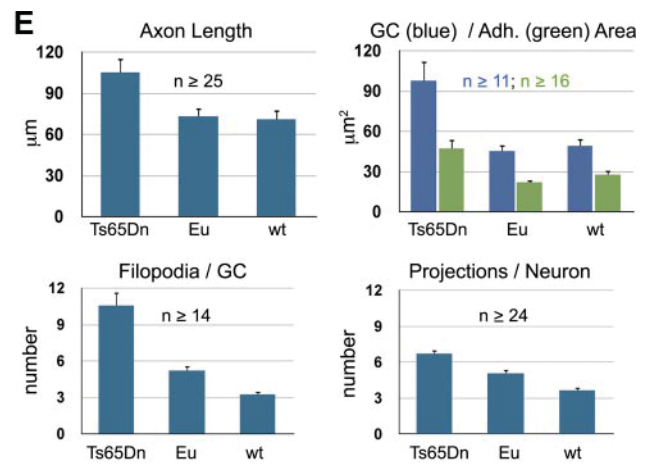 E
Axon Length
120
90
60
30
0
μm
n ≥ 25
Ts65Dn Eu wt
GC (blue) / Adh. (green) Area
120
90
60
30
0
μm²
n ≥ 11; n ≥ 16
Ts65Dn Eu wt
Filopodia / GC
12
9
6
3
0
number
n ≥ 14
Ts65Dn Eu wt
Projections / Neuron
12
9
6
3
0
number
n ≥ 24
Ts65Dn Eu wt